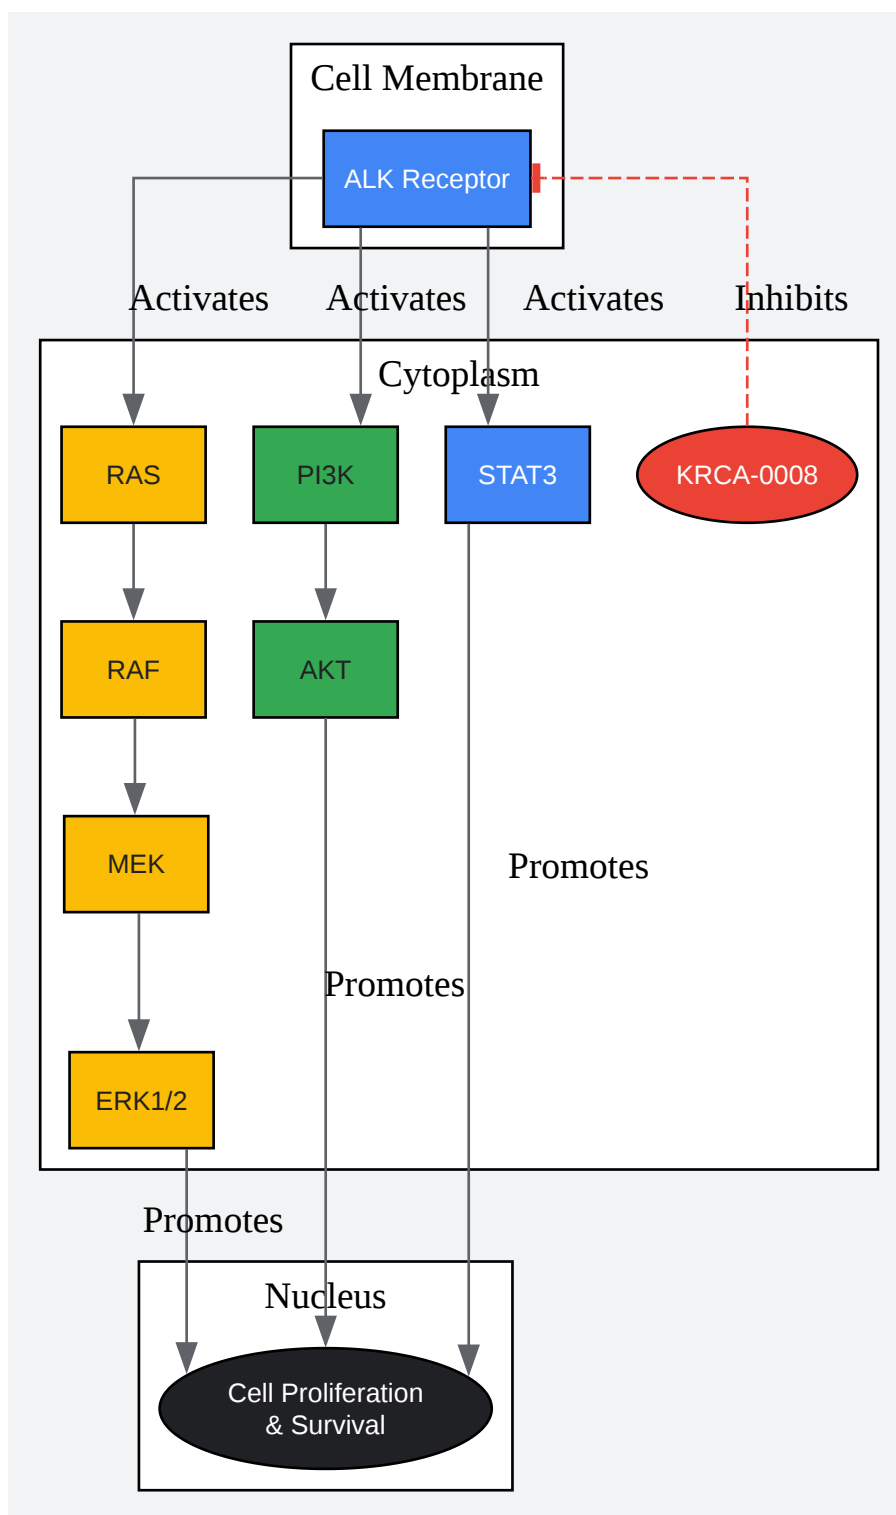 Cell Membrane
ALK Receptor
Activates
Activates
Activates
Inhibits
Cytoplasm
RAS
PI3K
STAT3
KRCA-0008
RAF
AKT
MEK
Promotes
Promotes
ERK1/2
Promotes
Nucleus
Cell Proliferation
& Survival